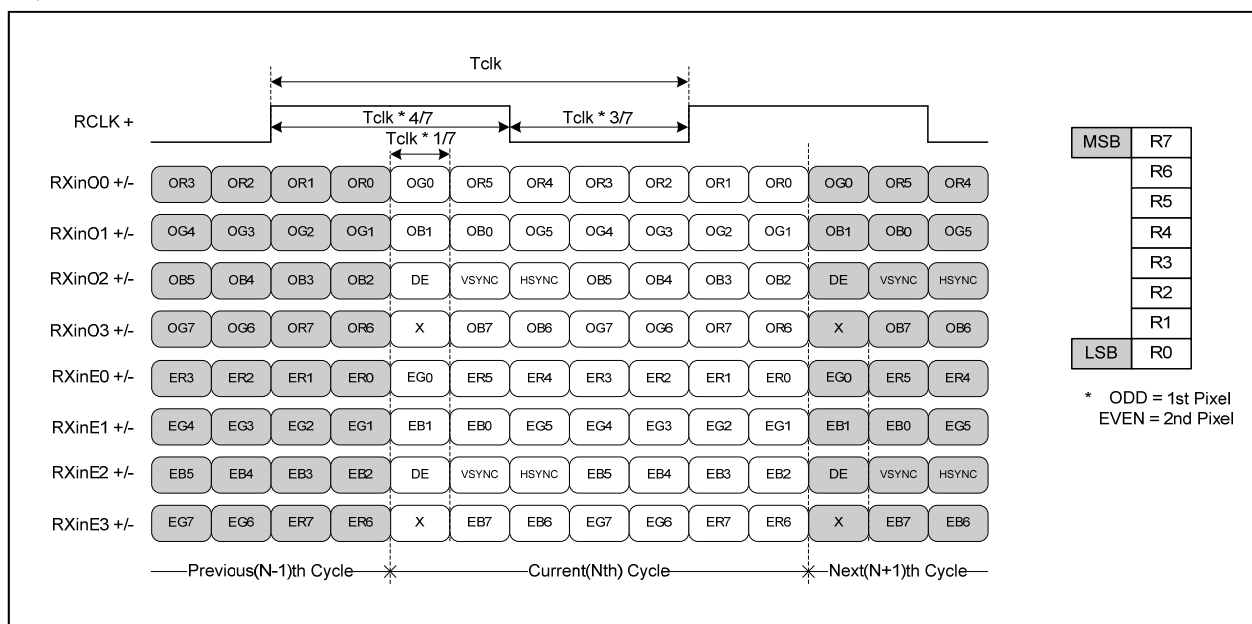 Tclk
RCLK +
Tclk * 4/7
Tclk * 3/7
Tclk * 1/7
RXinO0 +/- OR3 OR2 OR1 OR0 OG0 OR5 OR4 OR3 OR2 OR1 OR0 OG0 OR5 OR4
RXinO1 +/- OG4 OG3 OG2 OG1 OB1 OB0 OG5 OG4 OG3 OG2 OG1 OB1 OB0 OG5
RXinO2 +/- OB5 OB4 OB3 OB2 DE VSYNC HSYNC OB5 OB4 OB3 OB2 DE VSYNC HSYNC
RXinO3 +/- OG7 OG6 OR7 OR6 X OB7 OB6 OG7 OG6 OR7 OR6 X OB7 OB6
RXinE0 +/- ER3 ER2 ER1 ER0 EG0 ER5 ER4 ER3 ER2 ER1 ER0 EG0 ER5 ER4
RXinE1 +/- EG4 EG3 EG2 EG1 EB1 EB0 EG5 EG4 EG3 EG2 EG1 EB1 EB0 EG5
RXinE2 +/- EB5 EB4 EB3 EB2 DE VSYNC HSYNC EB5 EB4 EB3 EB2 DE VSYNC HSYNC
RXinE3 +/- EG7 EG6 ER7 ER6 X EB7 EB6 EG7 EG6 ER7 ER6 X EB7 EB6
Previous(N-1)th Cycle Current(Nth) Cycle Next(N+1)th Cycle
MSB R7
R6
R5
R4
R3
R2
R1
LSB R0
* ODD = 1st Pixel
EVEN = 2nd Pixel